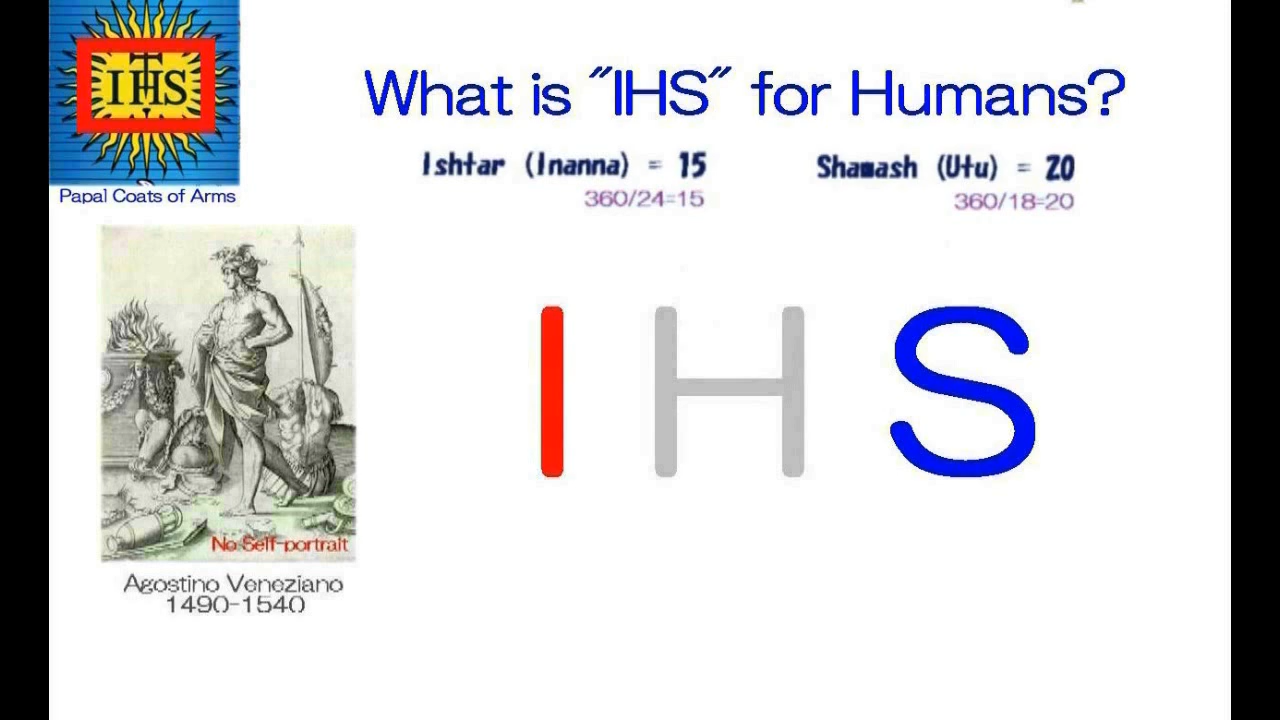 IHS
Papal Coats of Arms
What is "IHS" for Humans?
Ishtar (Inanna) = 15
360/24=15
Shamash (Utu) = 20
360/18=20
I H S
No Self-portrait
Agostino Veneziano
1490-1540